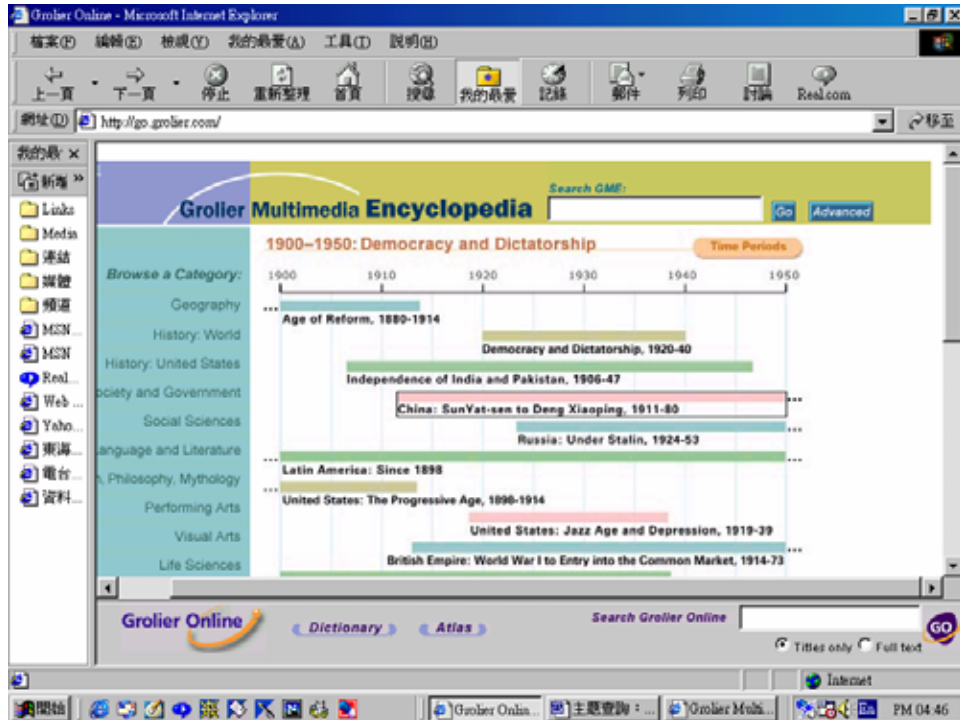 Grolier Online - Microsoft Internet Explorer
檔案(F) 編輯(E) 檢視(V) 我的最愛(A) 工具(T) 說明(H)
上一頁 下一頁 停止 重新整理 首頁 搜尋 我的最愛 記錄 郵件 列印 討論 Real.com
網址(D) http://go.grolier.com/ 移至
我的最
新增 »
Links
Media
連結
媒體
頻道
MSN...
MSN
Real...
Web ...
Yaho...
東海...
電台...
資料...
Grolier Multimedia Encyclopedia
Search GME:
Go Advanced
Browse a Category:
Geography
History: World
History: United States
ociety and Government
Social Sciences
anguage and Literature
, Philosophy, Mythology
Performing Arts
Visual Arts
Life Sciences
1900–1950: Democracy and Dictatorship
Time Periods
1900 1910 1920 1930 1940 1950
... Age of Reform, 1880-1914
Democracy and Dictatorship, 1920-40
Independence of India and Pakistan, 1906-47
China: SunYat-sen to Deng Xiaoping, 1911-80 ...
Russia: Under Stalin, 1924-53 ...
... Latin America: Since 1898 ...
... United States: The Progressive Age, 1898-1914
United States: Jazz Age and Depression, 1919-39
British Empire: World War I to Entry into the Common Market, 1914-73 ...
Grolier Online
Dictionary Atlas
Search Grolier Online
GO
Titles only Full text
Internet
開始
Grolier Onlin...
主題查詢：...
Grolier Multi...
PM 04:46